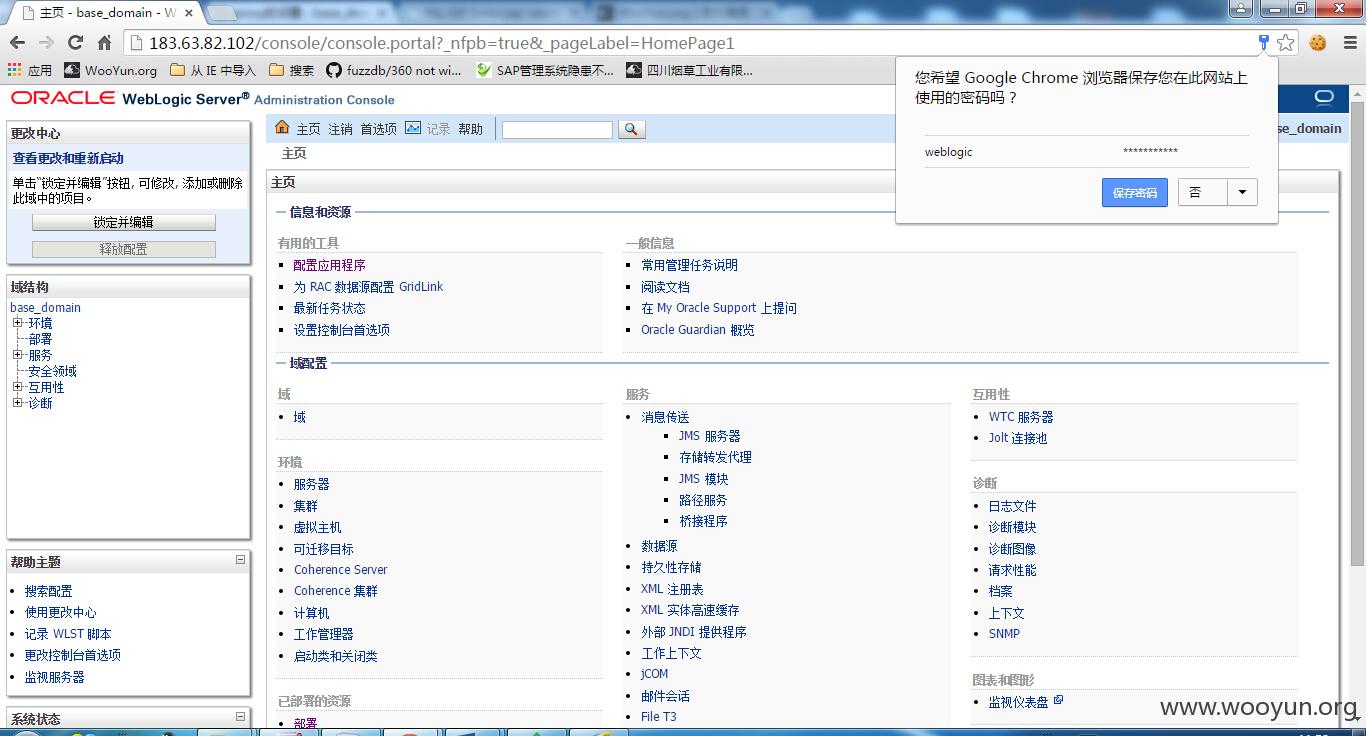 主页 - base_domain - W
183.63.82.102/console/console.portal?_nfpb=true&_pageLabel=HomePage1
应用 WooYun.org 从 IE 中导入 搜索 fuzzdb/360 not wi... SAP管理系统隐患不... 四川烟草工业有限...
您希望 Google Chrome 浏览器保存您在此网站上
使用的密码吗？
weblogic ***********
保存密码 否
ORACLE WebLogic Server® Administration Console
更改中心
查看更改和重新启动
单击“锁定并编辑”按钮, 可修改, 添加或删除
此域中的项目。
锁定并编辑
释放配置
域结构
base_domain
环境
部署
服务
安全领域
互用性
诊断
帮助主题
搜索配置
使用更改中心
记录 WLST 脚本
更改控制台首选项
监视服务器
系统状态
主页 注销 首选项 记录 帮助
se_domain
主页
主页
信息和资源
有用的工具
配置应用程序
为 RAC 数据源配置 GridLink
最新任务状态
设置控制台首选项
一般信息
常用管理任务说明
阅读文档
在 My Oracle Support 上提问
Oracle Guardian 概览
域配置
域
域
环境
服务器
集群
虚拟主机
可迁移目标
Coherence Server
Coherence 集群
计算机
工作管理器
启动类和关闭类
已部署的资源
部署
服务
消息传送
JMS 服务器
存储转发代理
JMS 模块
路径服务
桥接程序
数据源
持久性存储
XML 注册表
XML 实体高速缓存
外部 JNDI 提供程序
工作上下文
jCOM
邮件会话
File T3
互用性
WTC 服务器
Jolt 连接池
诊断
日志文件
诊断模块
诊断图像
请求性能
档案
上下文
SNMP
图表和图形
监视仪表盘
www.wooyun.org